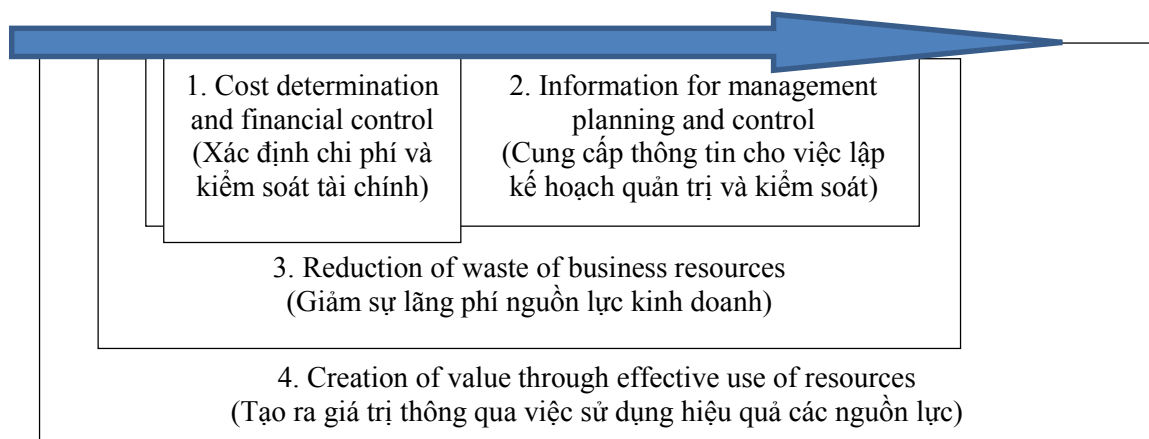 1. Cost determination
and financial control
(Xác định chi phí và
kiểm soát tài chính)
2. Information for management
planning and control
(Cung cấp thông tin cho việc lập
kế hoạch quản trị và kiểm soát)
3. Reduction of waste of business resources
(Giảm sự lãng phí nguồn lực kinh doanh)
4. Creation of value through effective use of resources
(Tạo ra giá trị thông qua việc sử dụng hiệu quả các nguồn lực)